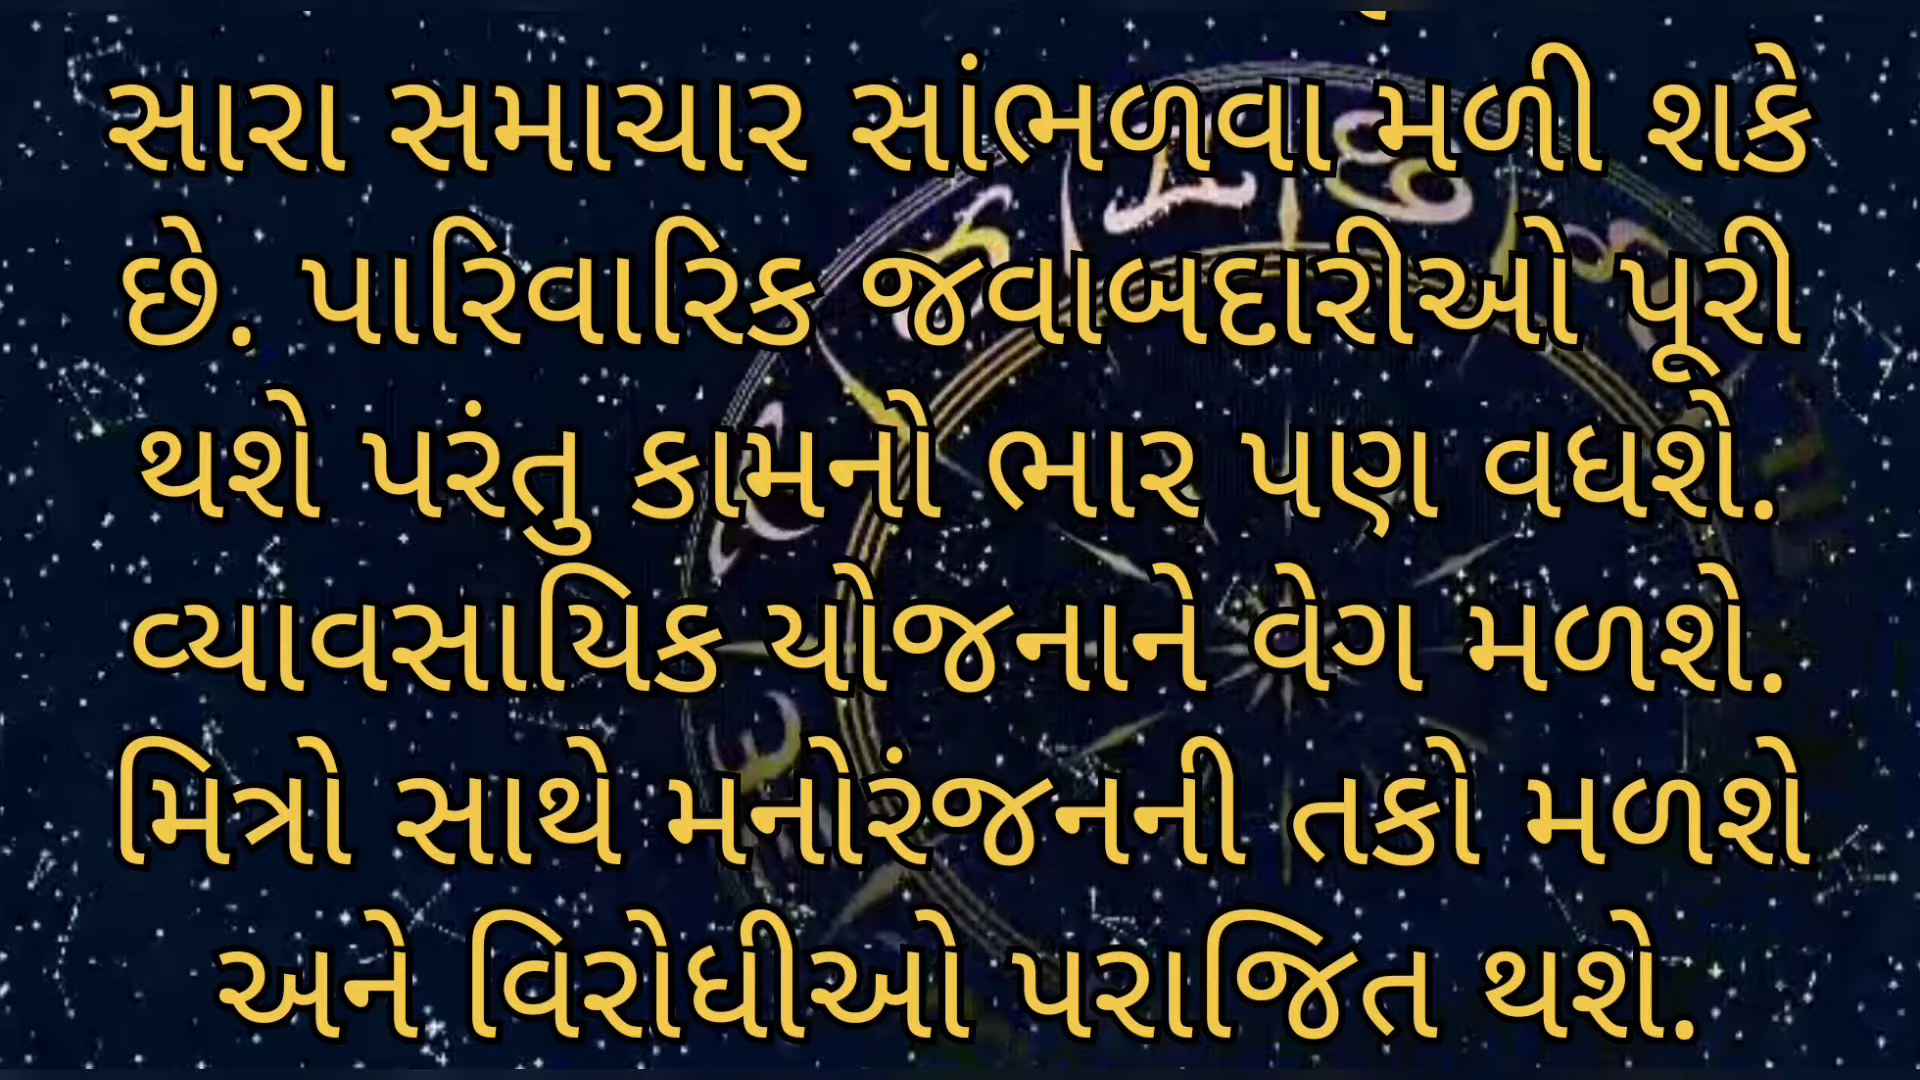 સારા સમાચાર સાંભળવા મળી શકે
છે. પારિવારિક જવાબદારીઓ પૂરી
થશે પરંતુ કામનો ભાર પણ વધશે.
વ્યાવસાયિક યોજનાને વેગ મળશે.
મિત્રો સાથે મનોરંજનની તકો મળશે
અને વિરોધીઓ પરાજિત થશે.